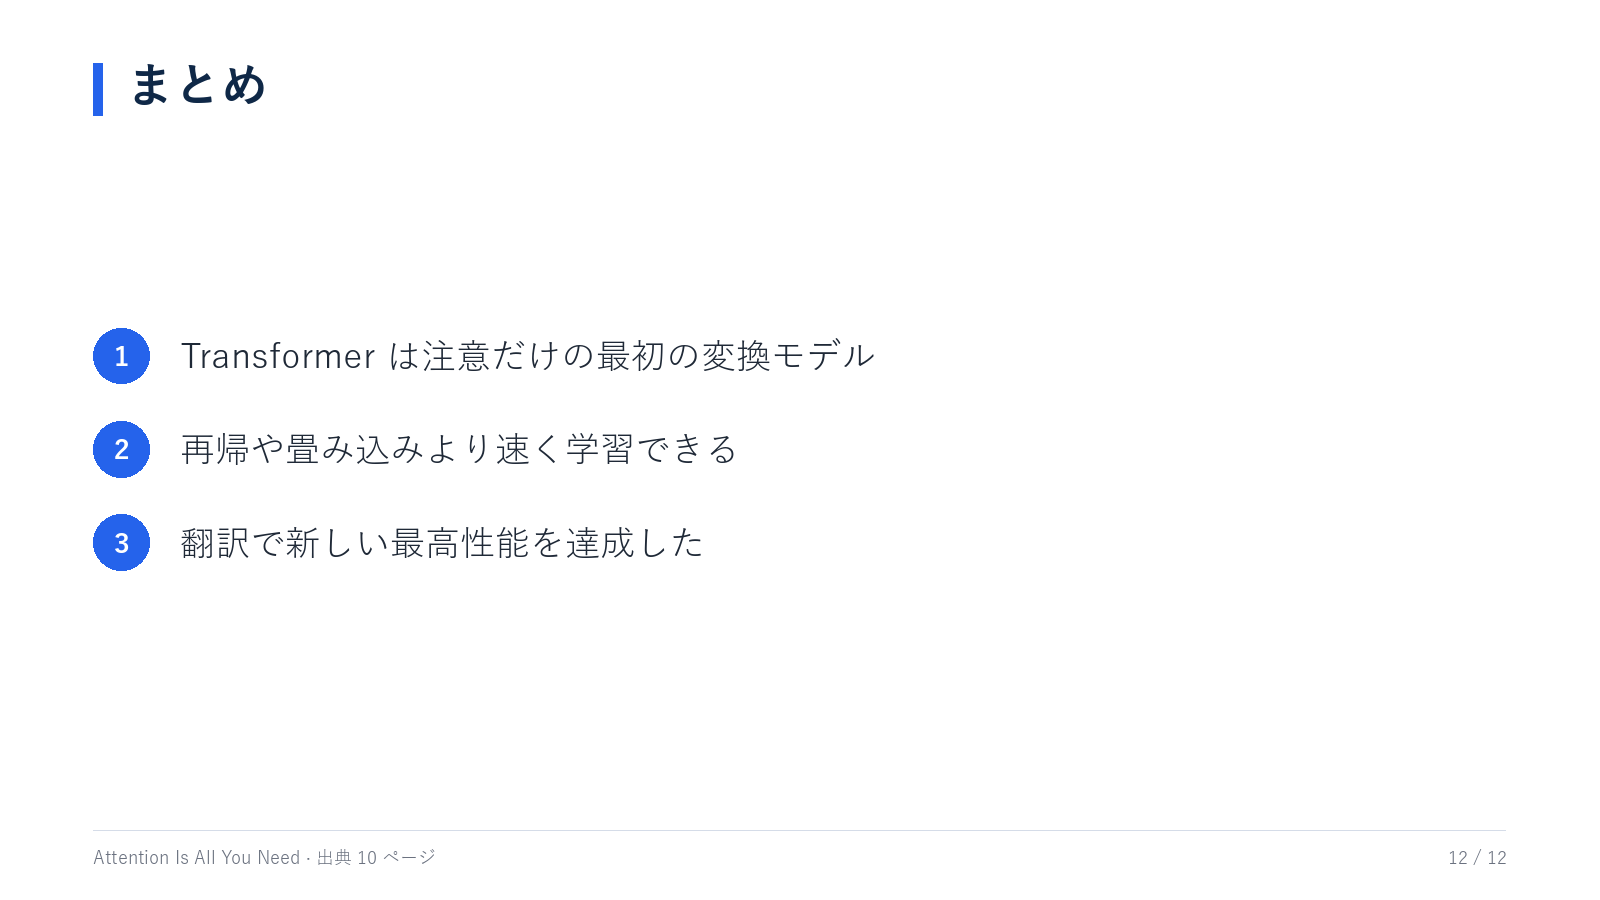 まとめ
1 Transformer は注意だけの最初の変換モデル
2 再帰や畳み込みより速く学習できる
3 翻訳で新しい最高性能を達成した
Attention Is All You Need · 出典 10 ページ
12 / 12